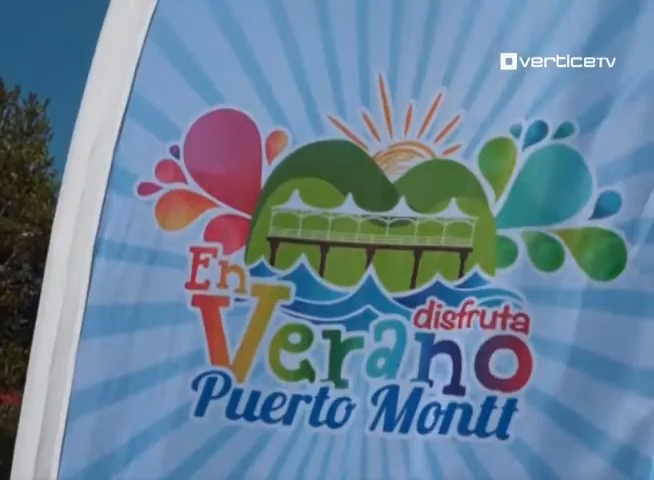 verticeTV
En
Verano
disfruta
Puerto Montt